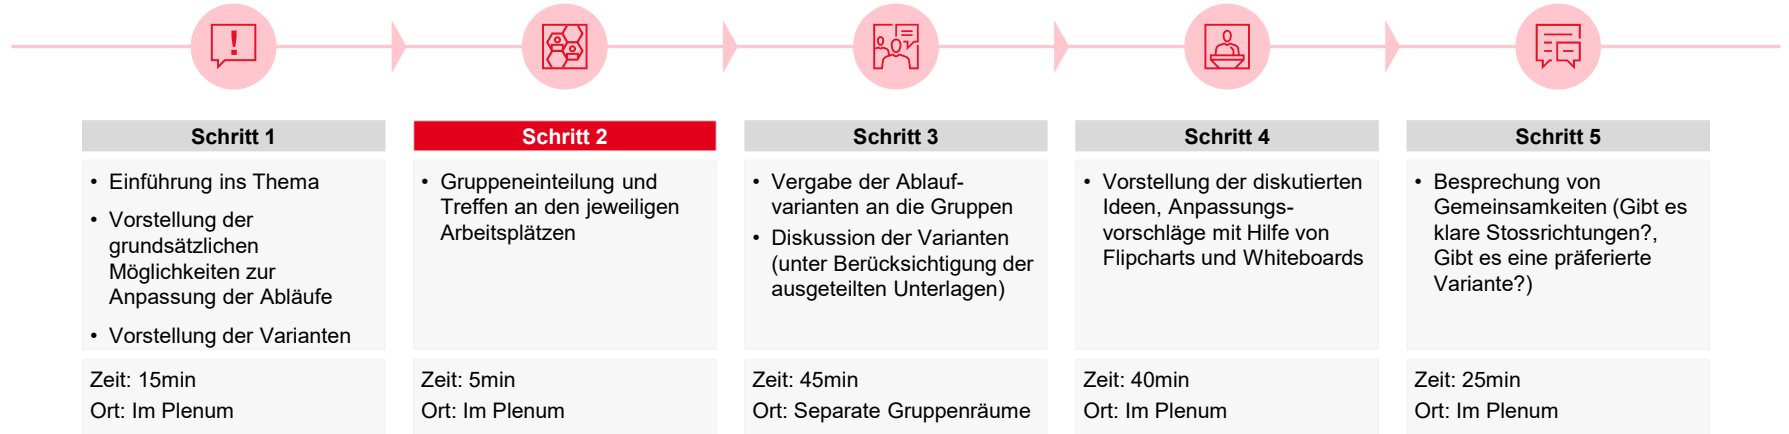 Schritt 1
• Einführung ins Thema
• Vorstellung der
grundsätzlichen
Möglichkeiten zur
Anpassung der Abläufe
• Vorstellung der Varianten
Zeit: 15min
Ort: Im Plenum
Schritt 2
• Gruppeneinteilung und
Treffen an den jeweiligen
Arbeitsplätzen
Zeit: 5min
Ort: Im Plenum
Schritt 3
• Vergabe der Ablauf-
varianten an die Gruppen
• Diskussion der Varianten
(unter Berücksichtigung der
ausgeteilten Unterlagen)
Zeit: 45min
Ort: Separate Gruppenräume
Schritt 4
• Vorstellung der diskutierten
Ideen, Anpassungs-
vorschläge mit Hilfe von
Flipcharts und Whiteboards
Zeit: 40min
Ort: Im Plenum
Schritt 5
• Besprechung von
Gemeinsamkeiten (Gibt es
klare Stossrichtungen?,
Gibt es eine präferierte
Variante?)
Zeit: 25min
Ort: Im Plenum